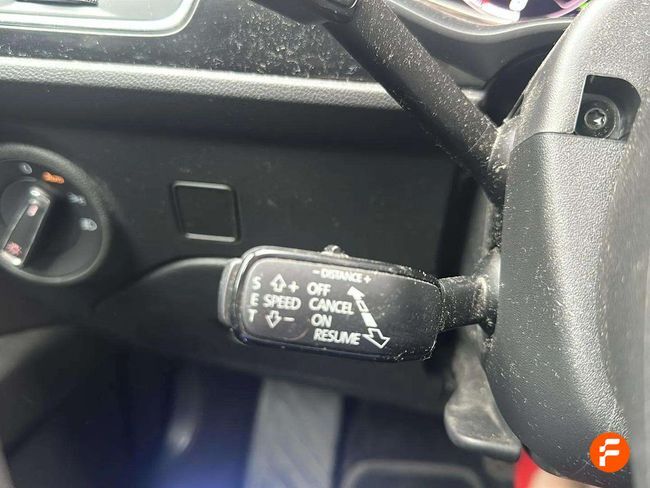 - DISTANCE +
S + OFF
E SPEED CANCEL
T - ON
RESUME